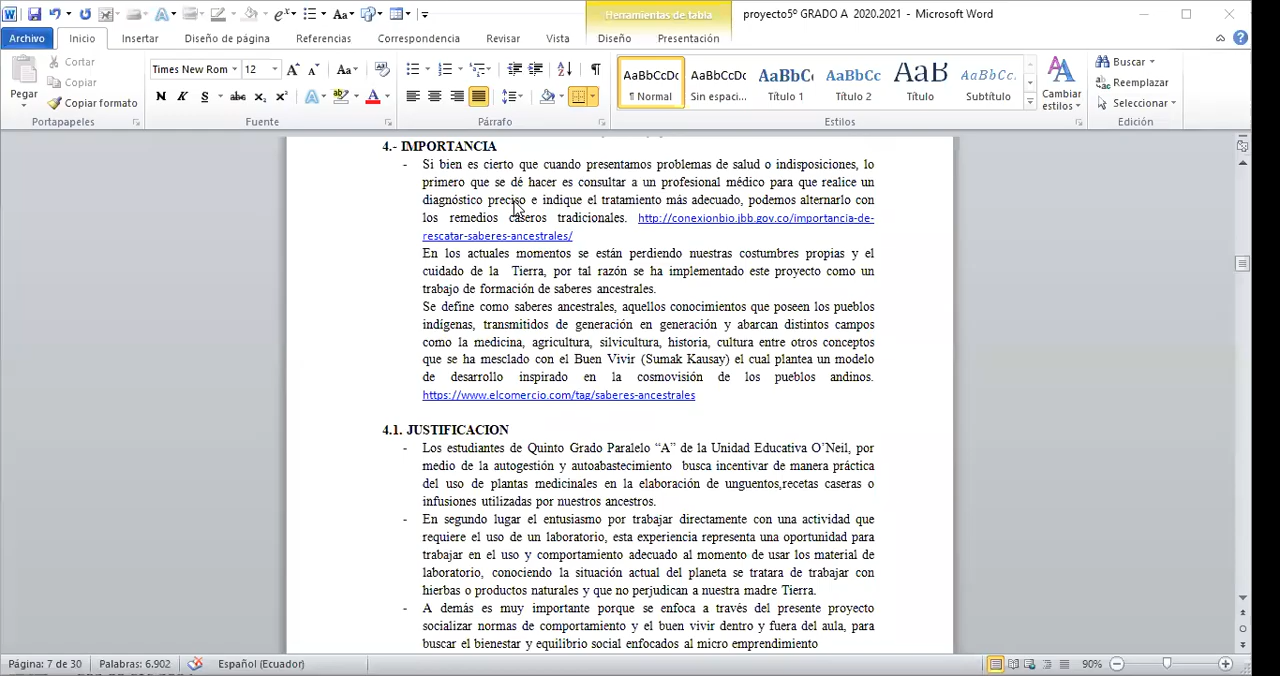 Herramientas de tabla
proyecto5º GRADO A 2020.2021 - Microsoft Word
Archivo Inicio Insertar Diseño de página Referencias Correspondencia Revisar Vista Diseño Presentación
Pegar
Cortar
Copiar
Copiar formato
Portapapeles
Times New Rom 12 Aa
N K S abe x₂ x² A ab A
Fuente
Párrafo
AaBbCcDc AaBbCcDc AaBbC AaBbCc AaB AaBbCc.
¶ Normal Sin espaci... Título 1 Título 2 Título Subtítulo
Cambiar
estilos
Estilos
Buscar
Reemplazar
Seleccionar
Edición
4.- IMPORTANCIA
- Si bien es cierto que cuando presentamos problemas de salud o indisposiciones, lo
primero que se dé hacer es consultar a un profesional médico para que realice un
diagnóstico preciso e indique el tratamiento más adecuado, podemos alternarlo con
los remedios caseros tradicionales. http://conexionbio.jbb.gov.co/importancia-de-
rescatar-saberes-ancestrales/
En los actuales momentos se están perdiendo nuestras costumbres propias y el
cuidado de la Tierra, por tal razón se ha implementado este proyecto como un
trabajo de formación de saberes ancestrales.
Se define como saberes ancestrales, aquellos conocimientos que poseen los pueblos
indígenas, transmitidos de generación en generación y abarcan distintos campos
como la medicina, agricultura, silvicultura, historia, cultura entre otros conceptos
que se ha mesclado con el Buen Vivir (Sumak Kausay) el cual plantea un modelo
de desarrollo inspirado en la cosmovisión de los pueblos andinos.
https://www.elcomercio.com/tag/saberes-ancestrales
4.1. JUSTIFICACION
- Los estudiantes de Quinto Grado Paralelo “A” de la Unidad Educativa O’Neil, por
medio de la autogestión y autoabastecimiento busca incentivar de manera práctica
del uso de plantas medicinales en la elaboración de unguentos,recetas caseras o
infusiones utilizadas por nuestros ancestros.
- En segundo lugar el entusiasmo por trabajar directamente con una actividad que
requiere el uso de un laboratorio, esta experiencia representa una oportunidad para
trabajar en el uso y comportamiento adecuado al momento de usar los material de
laboratorio, conociendo la situación actual del planeta se tratara de trabajar con
hierbas o productos naturales y que no perjudican a nuestra madre Tierra.
- A demás es muy importante porque se enfoca a través del presente proyecto
socializar normas de comportamiento y el buen vivir dentro y fuera del aula, para
buscar el bienestar y equilibrio social enfocados al micro emprendimiento
Página: 7 de 30 Palabras: 6.902 Español (Ecuador) 90%